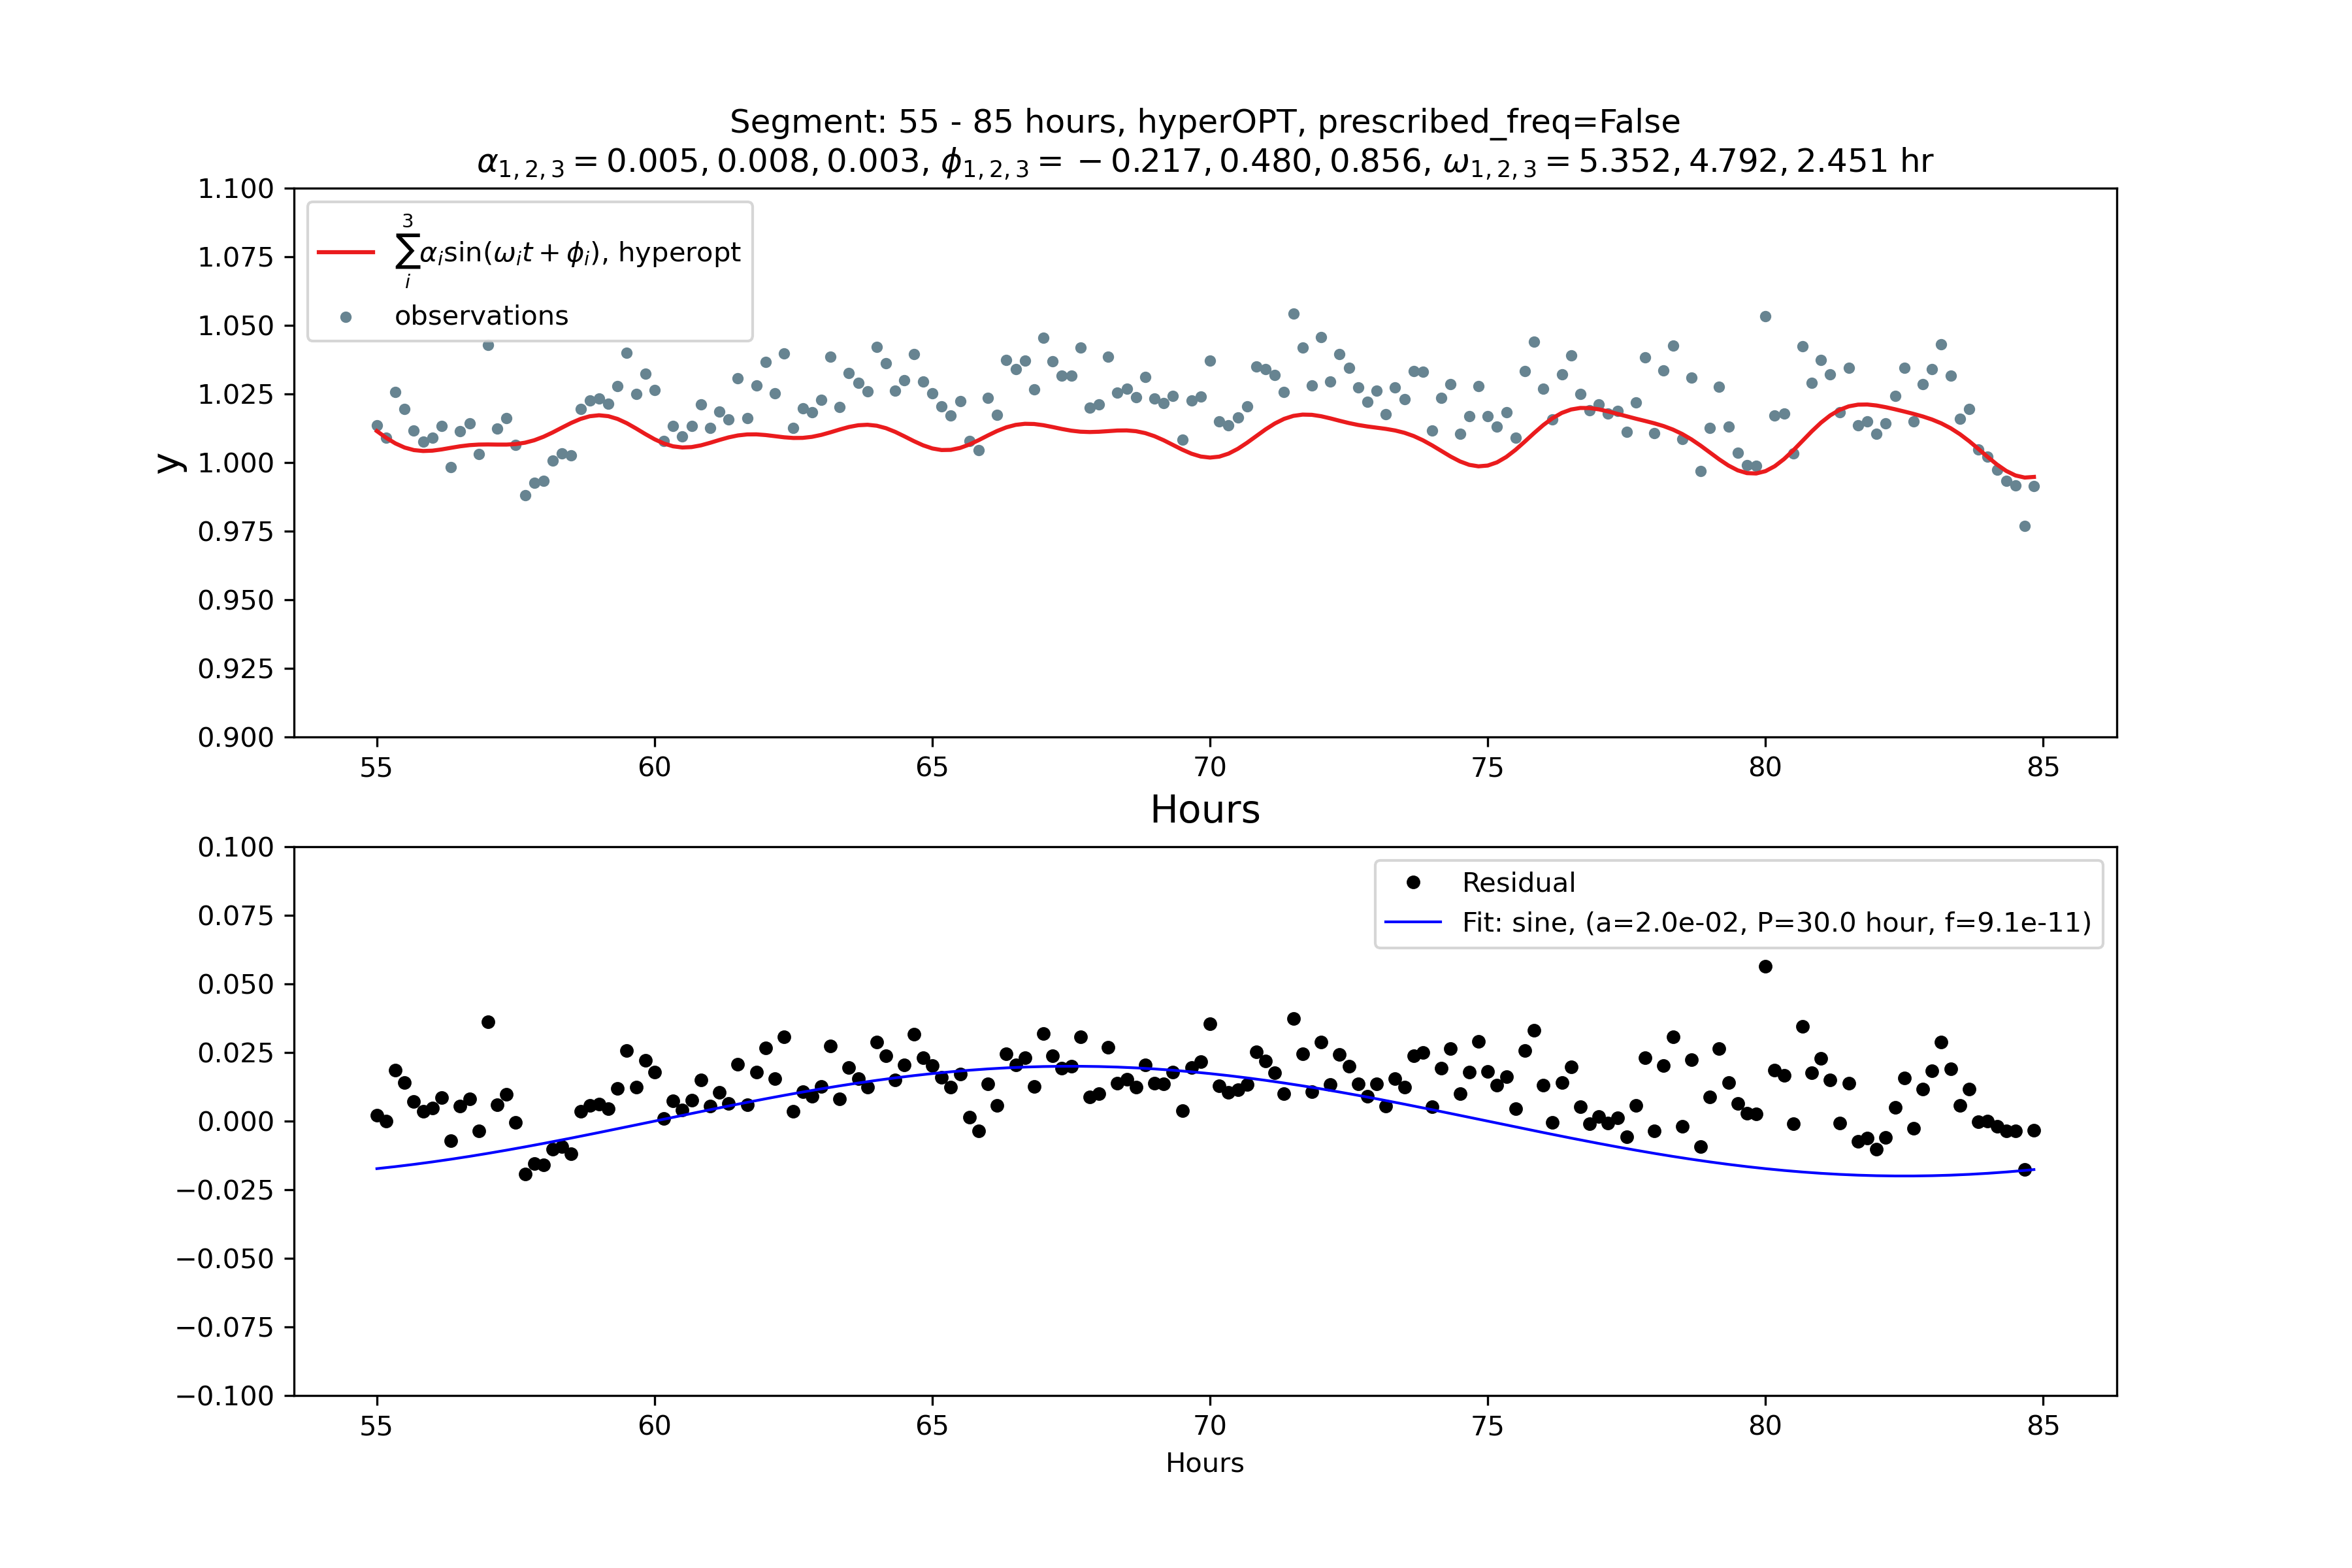 Segment: 55 - 85 hours, hyperOPT, prescribed_freq=False
α1,2,3 = 0.005, 0.008, 0.003, ϕ1,2,3 = −0.217, 0.480, 0.856, ω1,2,3 = 5.352, 4.792, 2.451 hr
1.100
1.075
1.050
1.025
1.000
0.975
0.950
0.925
0.900
y
3
∑αisin(ωit + ϕi), hyperopt
i
observations
55 60 65 70 75 80 85
Hours
0.100
0.075
0.050
0.025
0.000
−0.025
−0.050
−0.075
−0.100
Residual
Fit: sine, (a=2.0e-02, P=30.0 hour, f=9.1e-11)
55 60 65 70 75 80 85
Hours